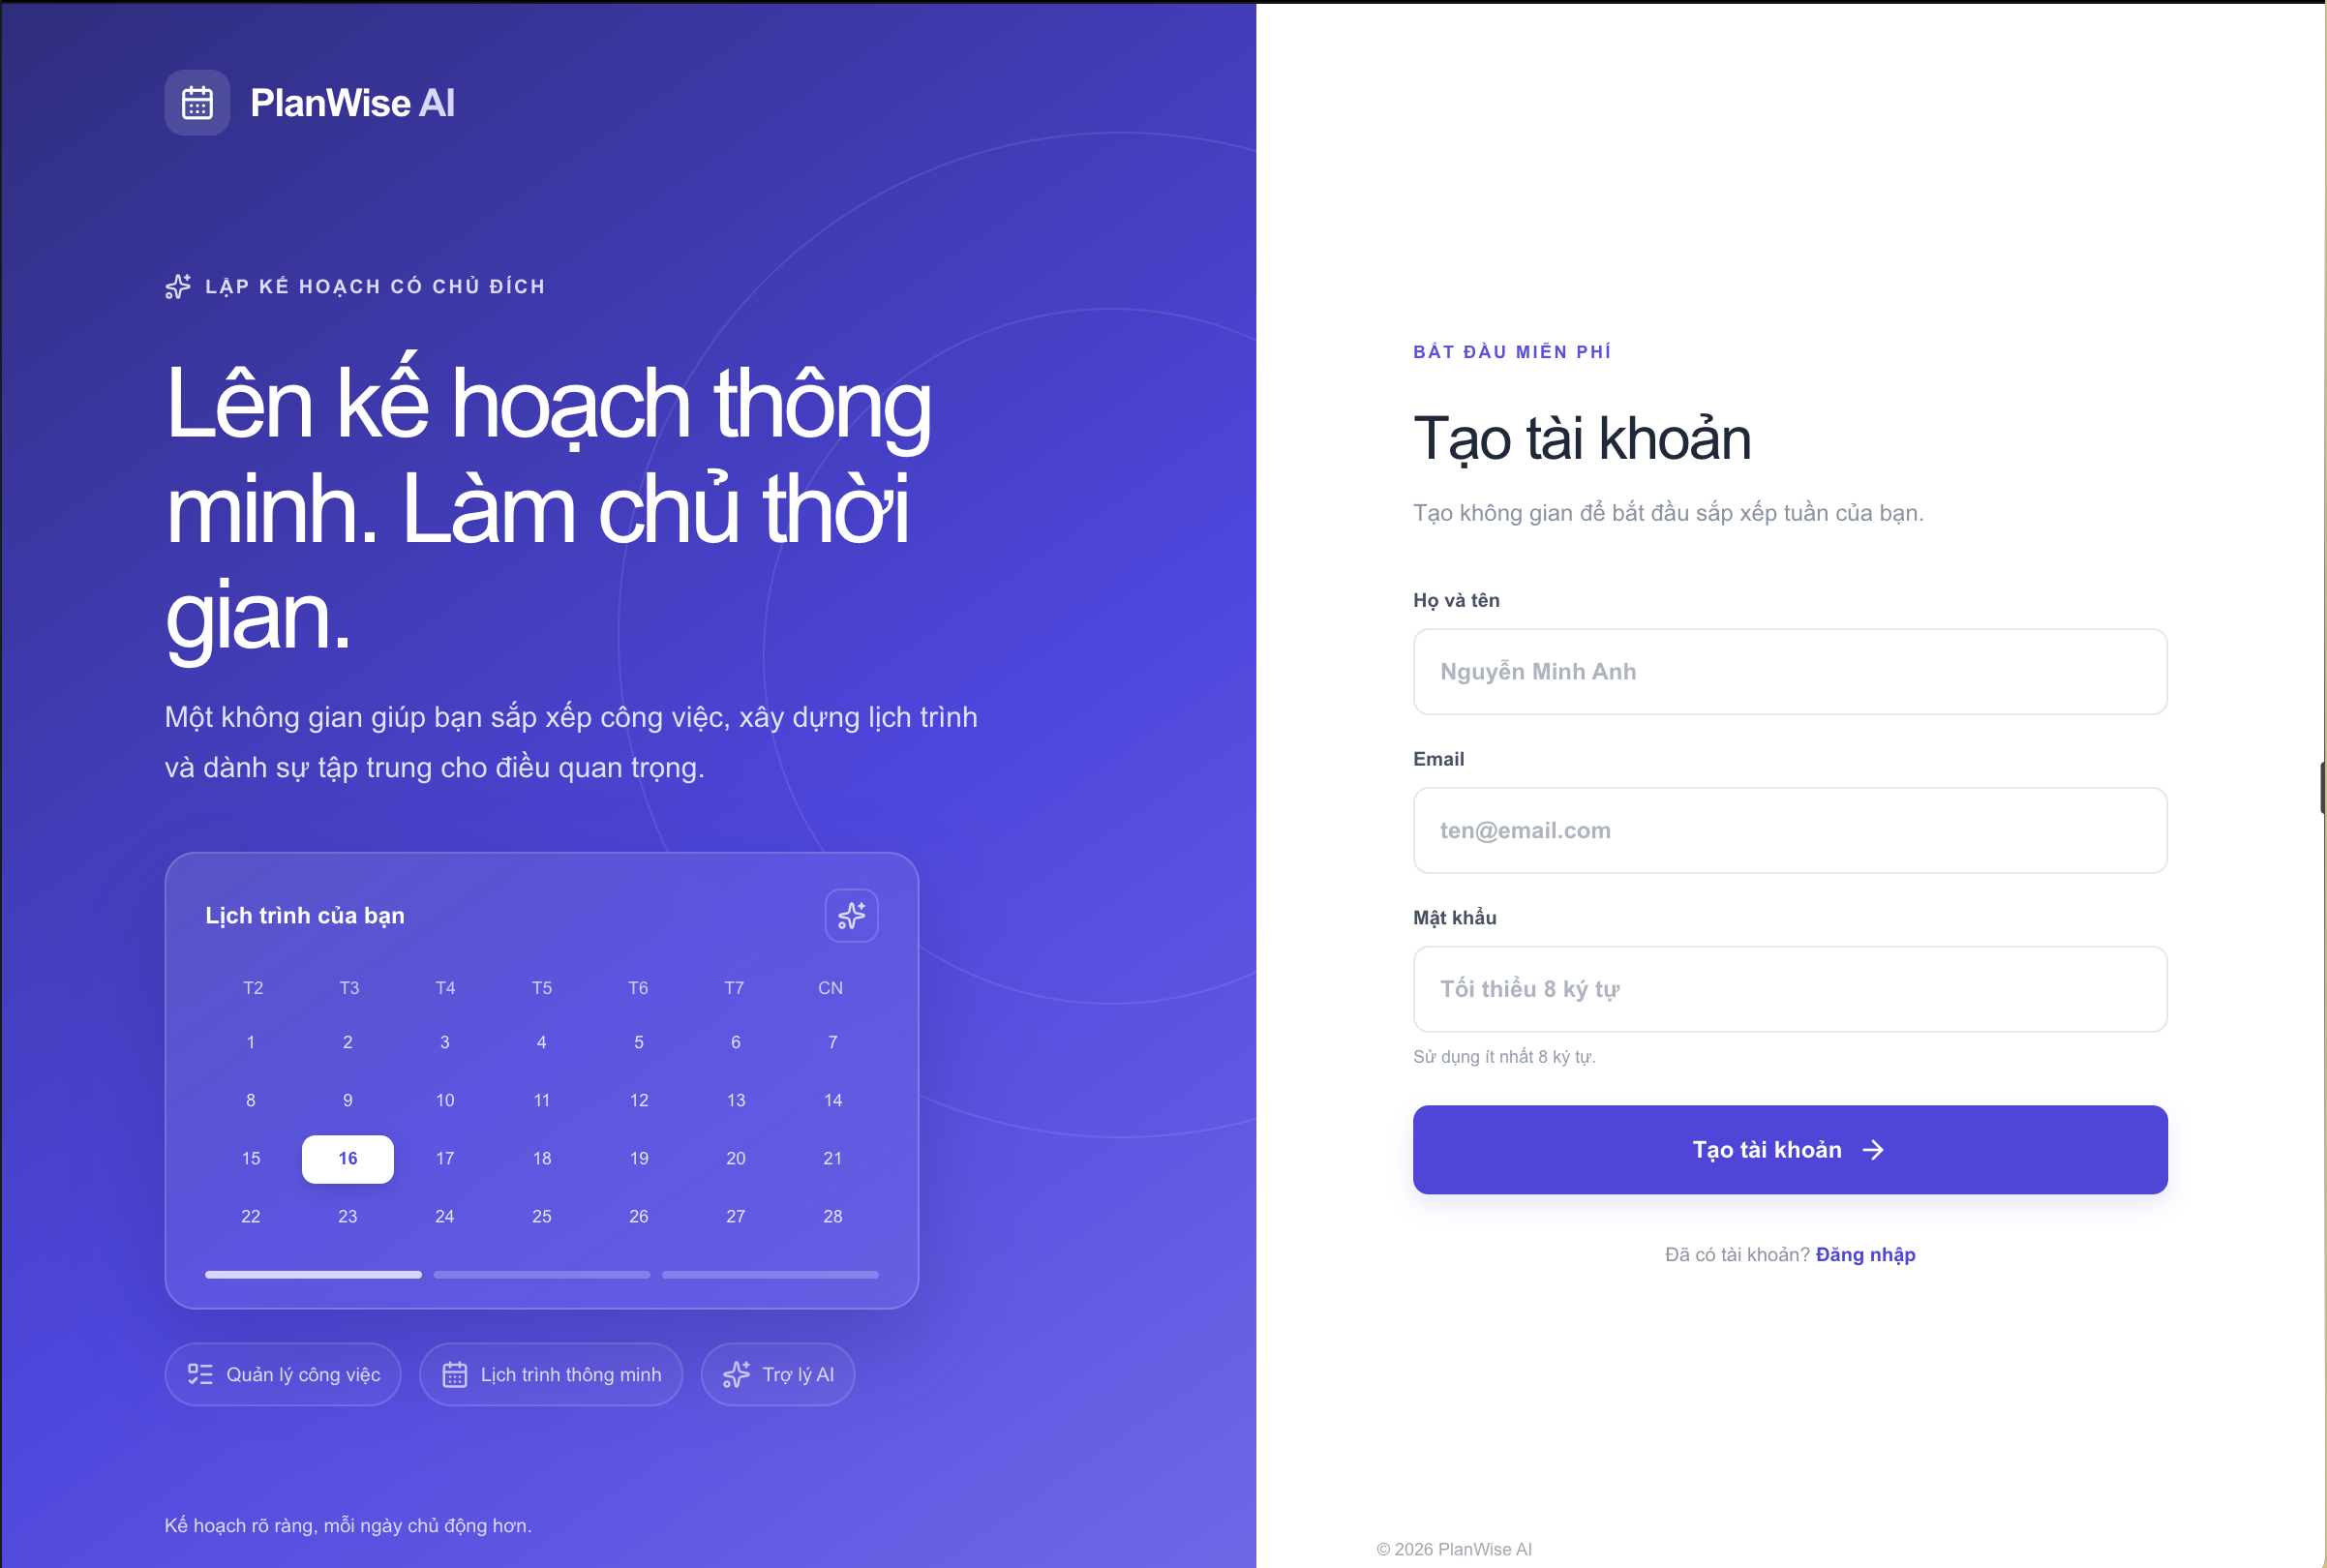 PlanWise AI
LẬP KẾ HOẠCH CÓ CHỦ ĐÍCH
Lên kế hoạch thông
minh. Làm chủ thời
gian.
Một không gian giúp bạn sắp xếp công việc, xây dựng lịch trình
và dành sự tập trung cho điều quan trọng.
Lịch trình của bạn
T2 T3 T4 T5 T6 T7 CN
1 2 3 4 5 6 7
8 9 10 11 12 13 14
15 16 17 18 19 20 21
22 23 24 25 26 27 28
Quản lý công việc Lịch trình thông minh Trợ lý AI
Kế hoạch rõ ràng, mỗi ngày chủ động hơn.
BẮT ĐẦU MIỄN PHÍ
Tạo tài khoản
Tạo không gian để bắt đầu sắp xếp tuần của bạn.
Họ và tên
Nguyễn Minh Anh
Email
ten@email.com
Mật khẩu
Tối thiểu 8 ký tự
Sử dụng ít nhất 8 ký tự.
Tạo tài khoản
Đã có tài khoản? Đăng nhập
© 2026 PlanWise AI